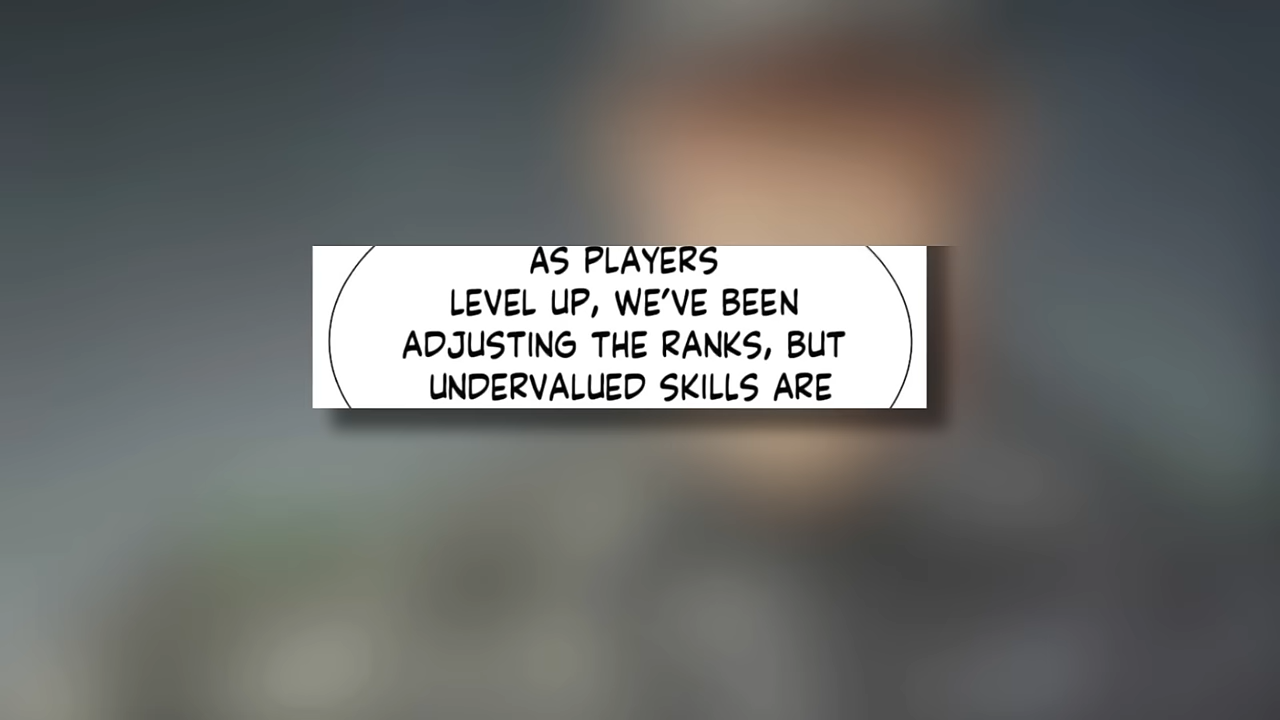 AS PLAYERS
LEVEL UP, WE'VE BEEN
ADJUSTING THE RANKS, BUT
UNDERVALUED SKILLS ARE